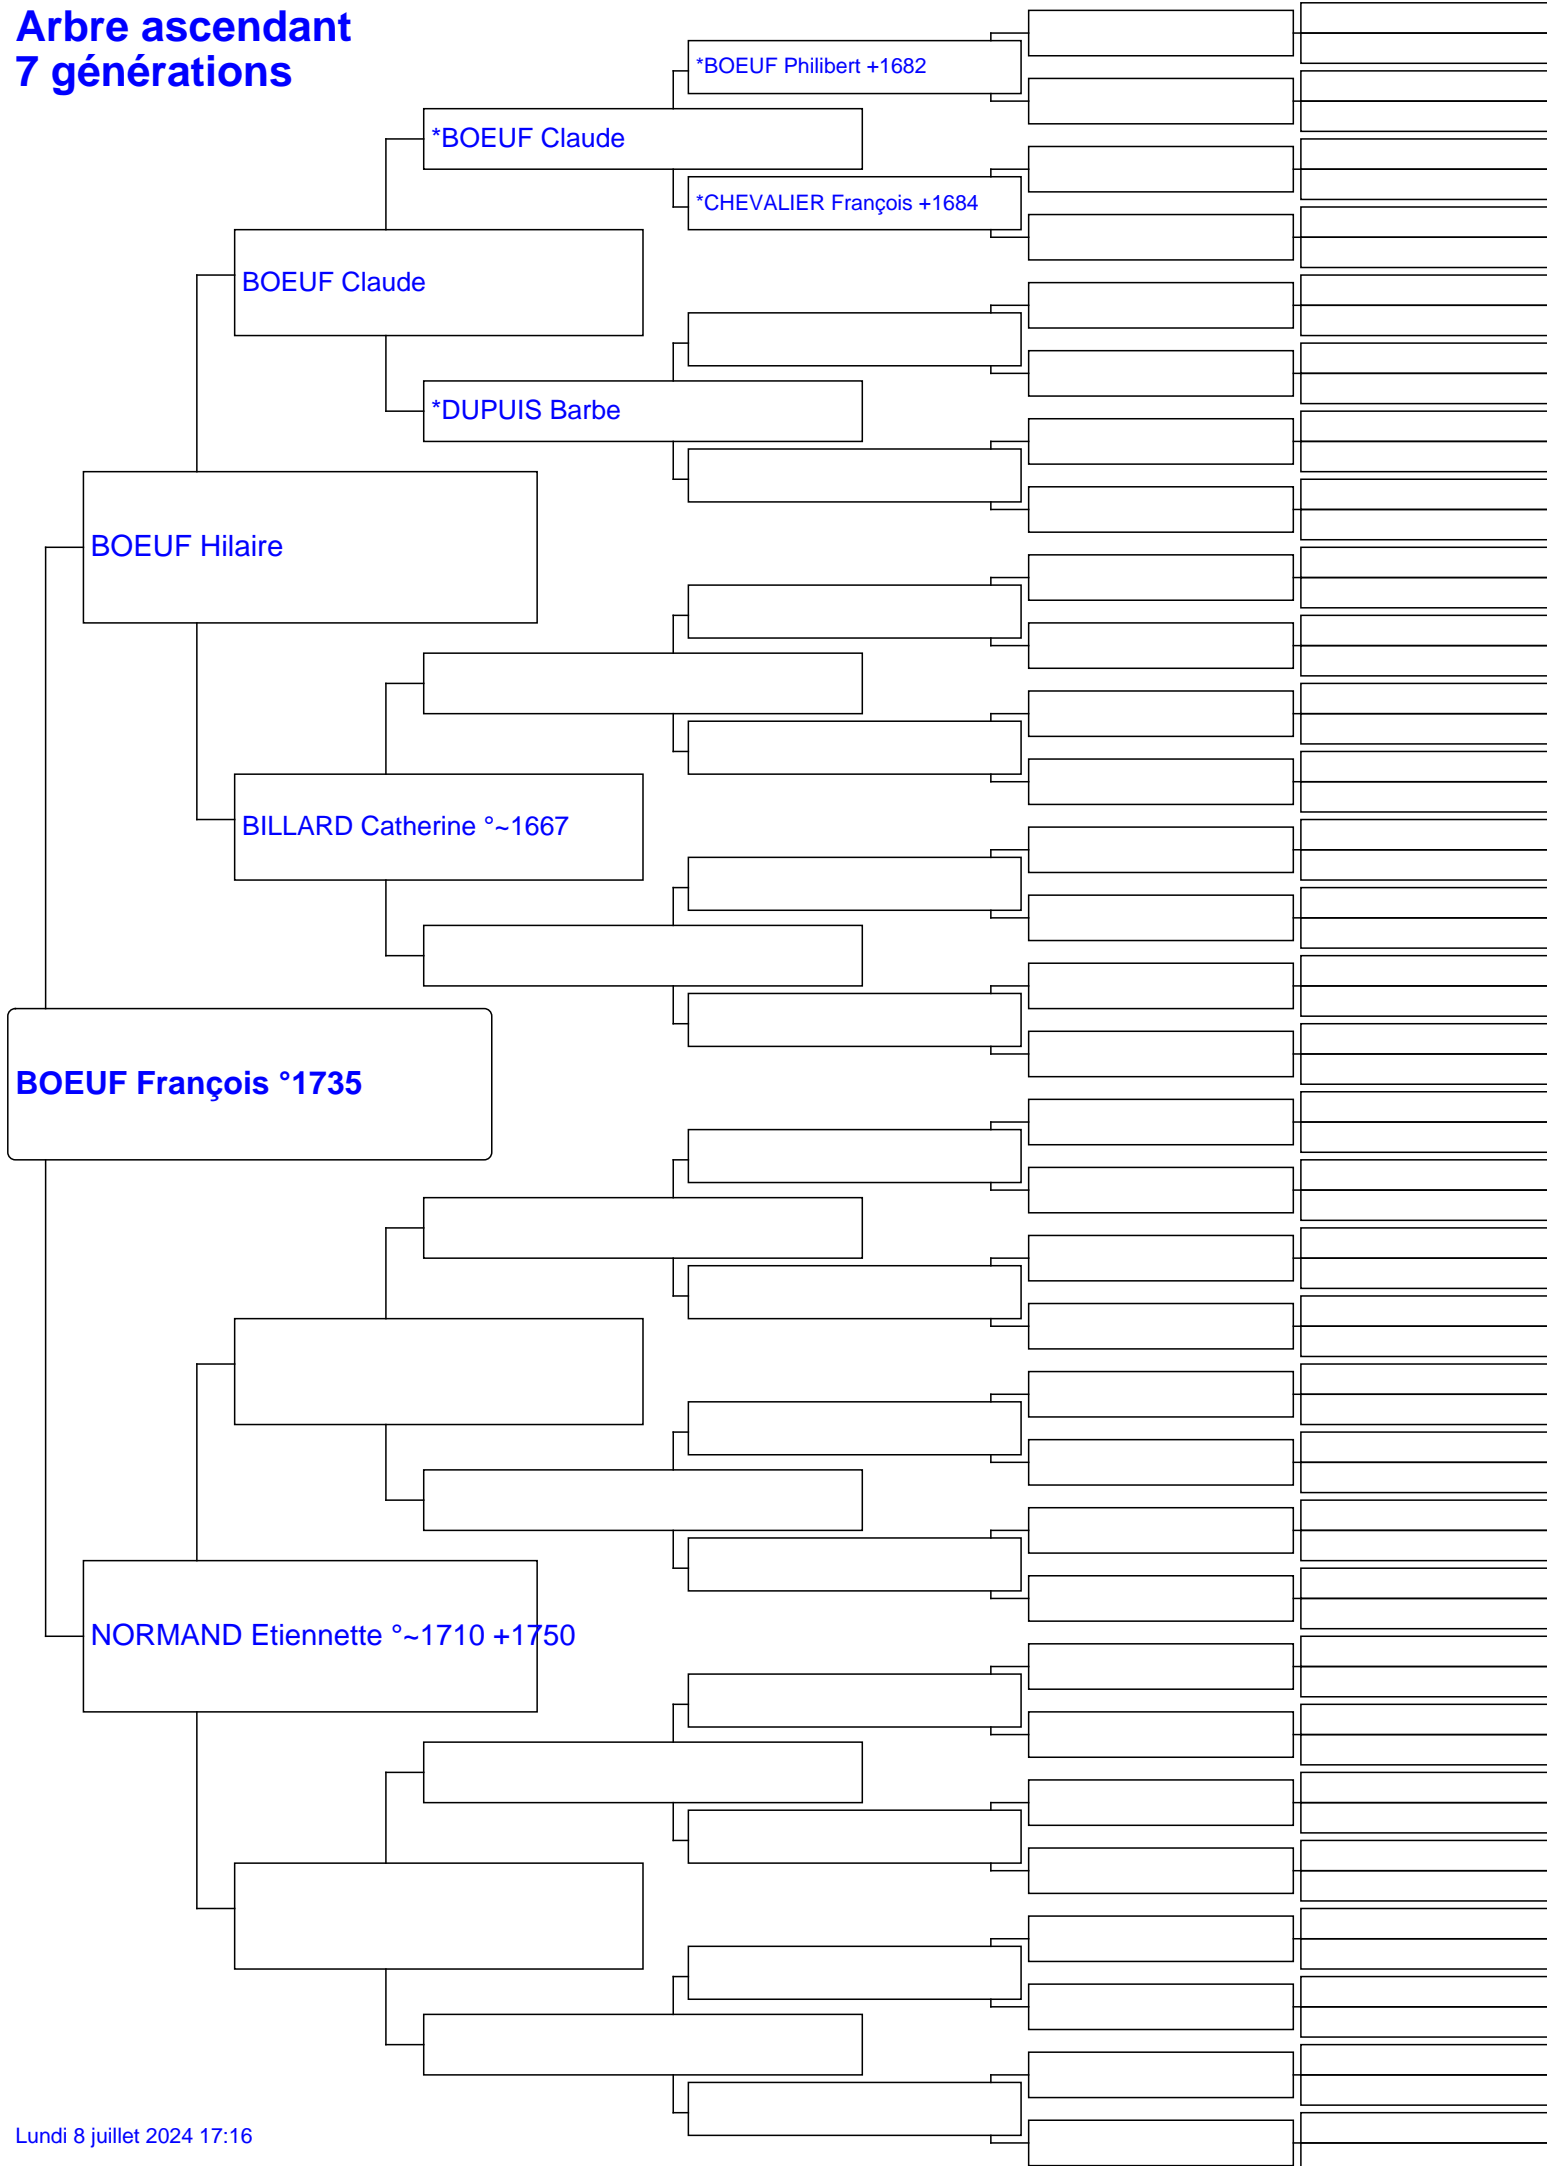 Arbre ascendant
7 générations
*BOEUF Philibert +1682
*BOEUF Claude
*CHEVALIER François +1684
BOEUF Claude
*DUPUIS Barbe
BOEUF Hilaire
BILLARD Catherine °~1667
BOEUF François °1735
NORMAND Etiennette °~1710 +1750
Lundi 8 juillet 2024 17:16